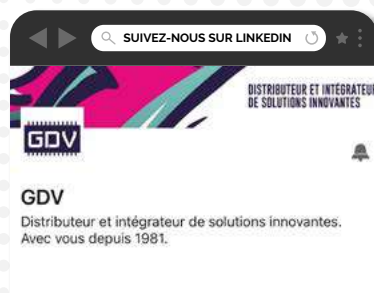 SUIVEZ-NOUS SUR LINKEDIN
DISTRIBUTEUR ET INTÉGRATEUR
DE SOLUTIONS INNOVANTES
GDV
GDV
Distributeur et intégrateur de solutions innovantes.
Avec vous depuis 1981.